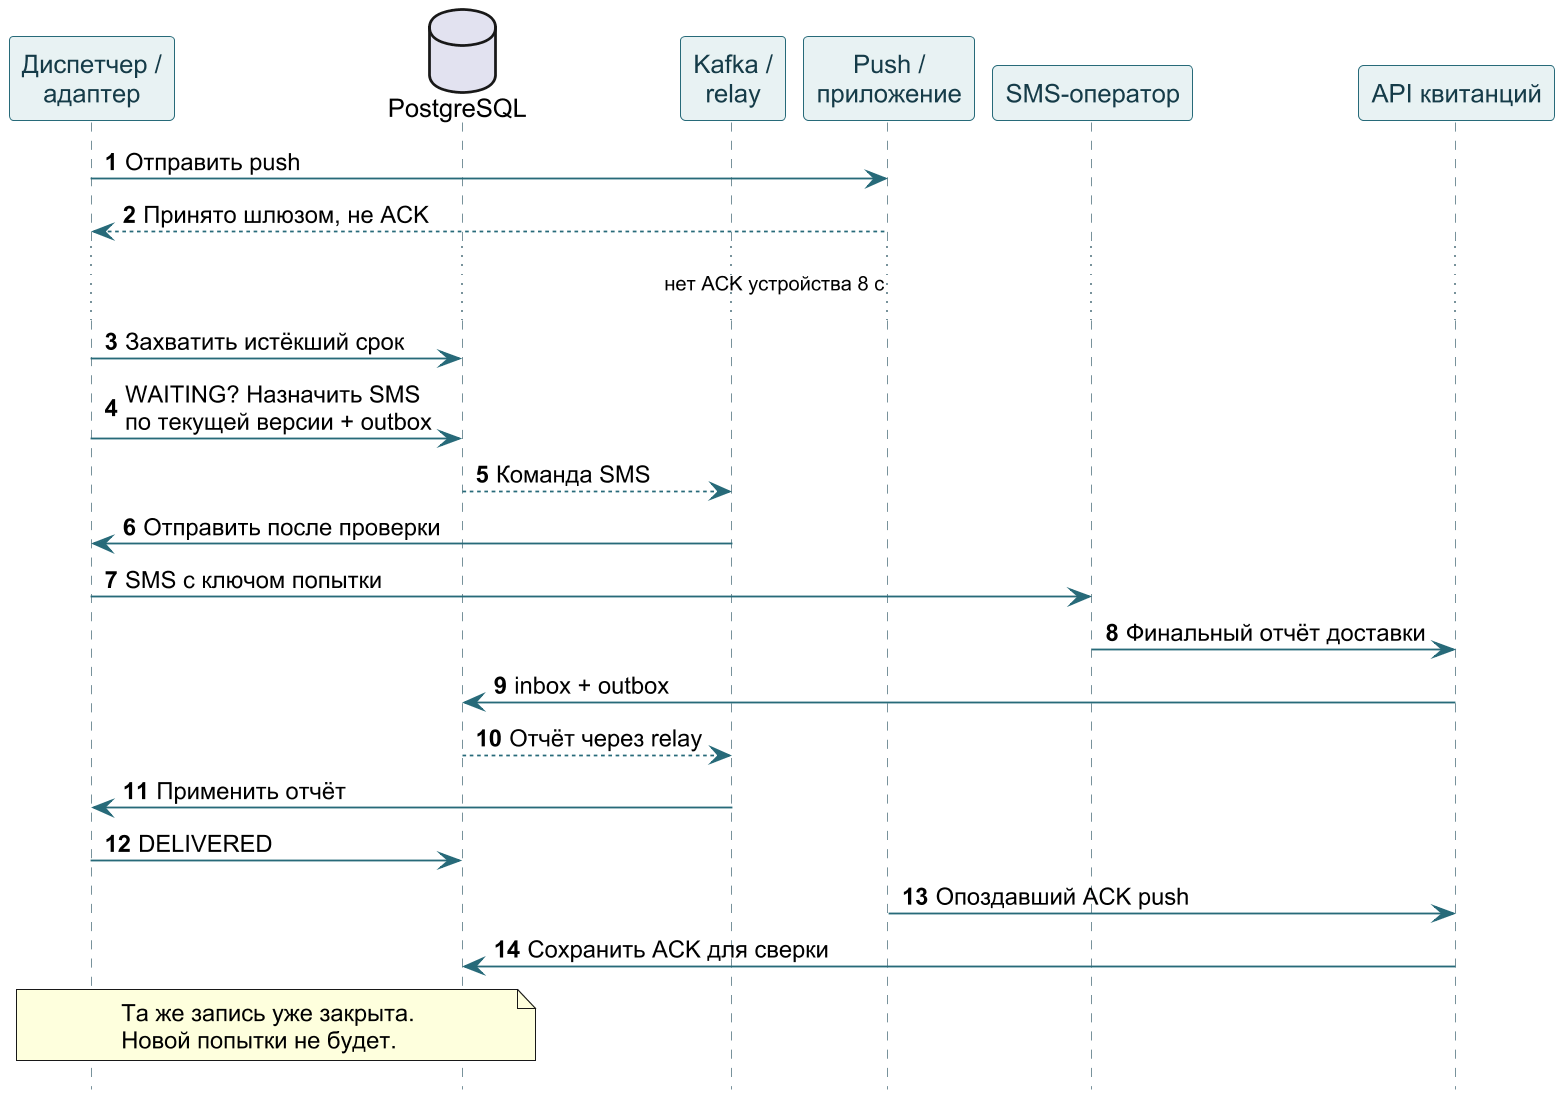 Диспетчер /
адаптер
PostgreSQL
Kafka /
relay
Push /
приложение
SMS-оператор
API квитанций
1 Отправить push
2 Принято шлюзом, не ACK
нет ACK устройства 8 с
3 Захватить истёкший срок
4 WAITING? Назначить SMS
по текущей версии + outbox
5 Команда SMS
6 Отправить после проверки
7 SMS с ключом попытки
8 Финальный отчёт доставки
9 inbox + outbox
10 Отчёт через relay
11 Применить отчёт
12 DELIVERED
13 Опоздавший ACK push
14 Сохранить ACK для сверки
Та же запись уже закрыта.
Новой попытки не будет.